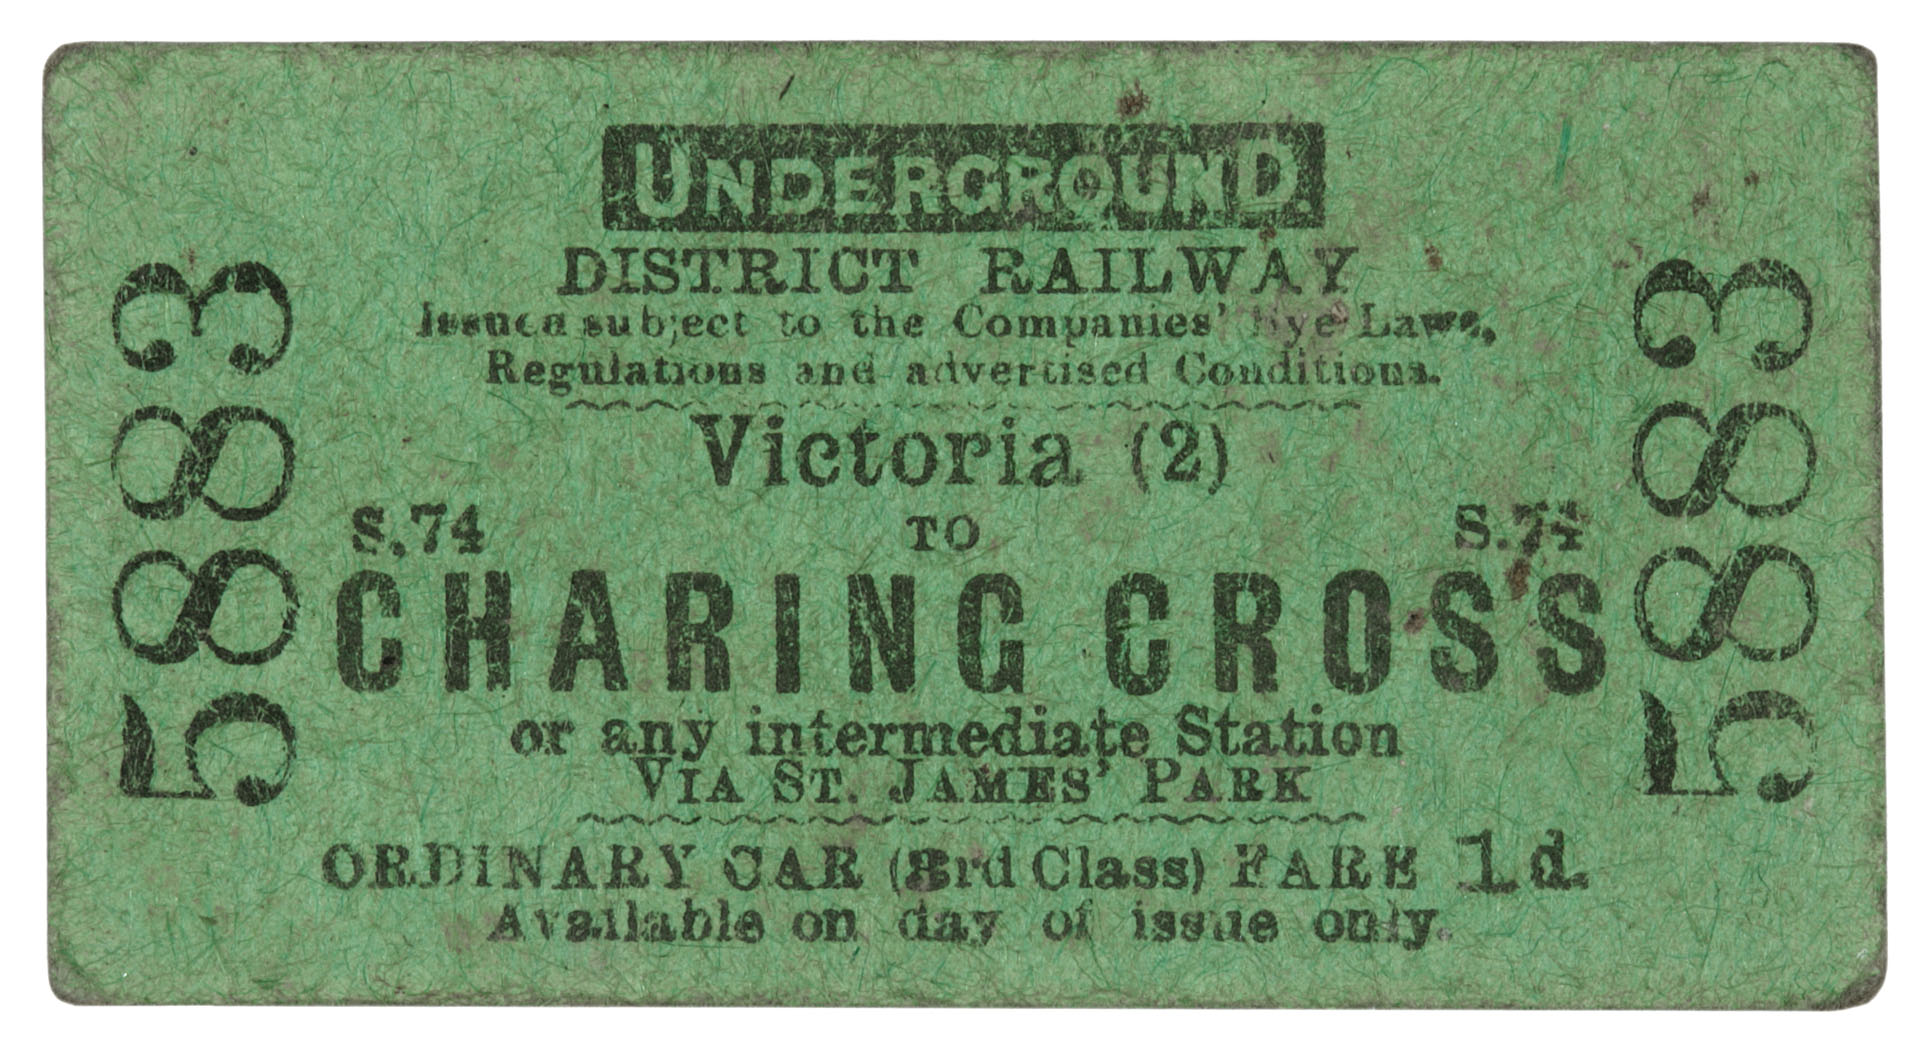 UNDERGROUND
DISTRICT RAILWAY
Issued subject to the Companies' Bye Laws,
Regulations and advertised Conditions.
Victoria (2)
S.74 TO S.74
CHARING CROSS
or any intermediate Station
VIA ST. JAMES' PARK
ORDINARY CAR (3rd Class) FARE 1d.
Available on day of issue only.
5883
5883